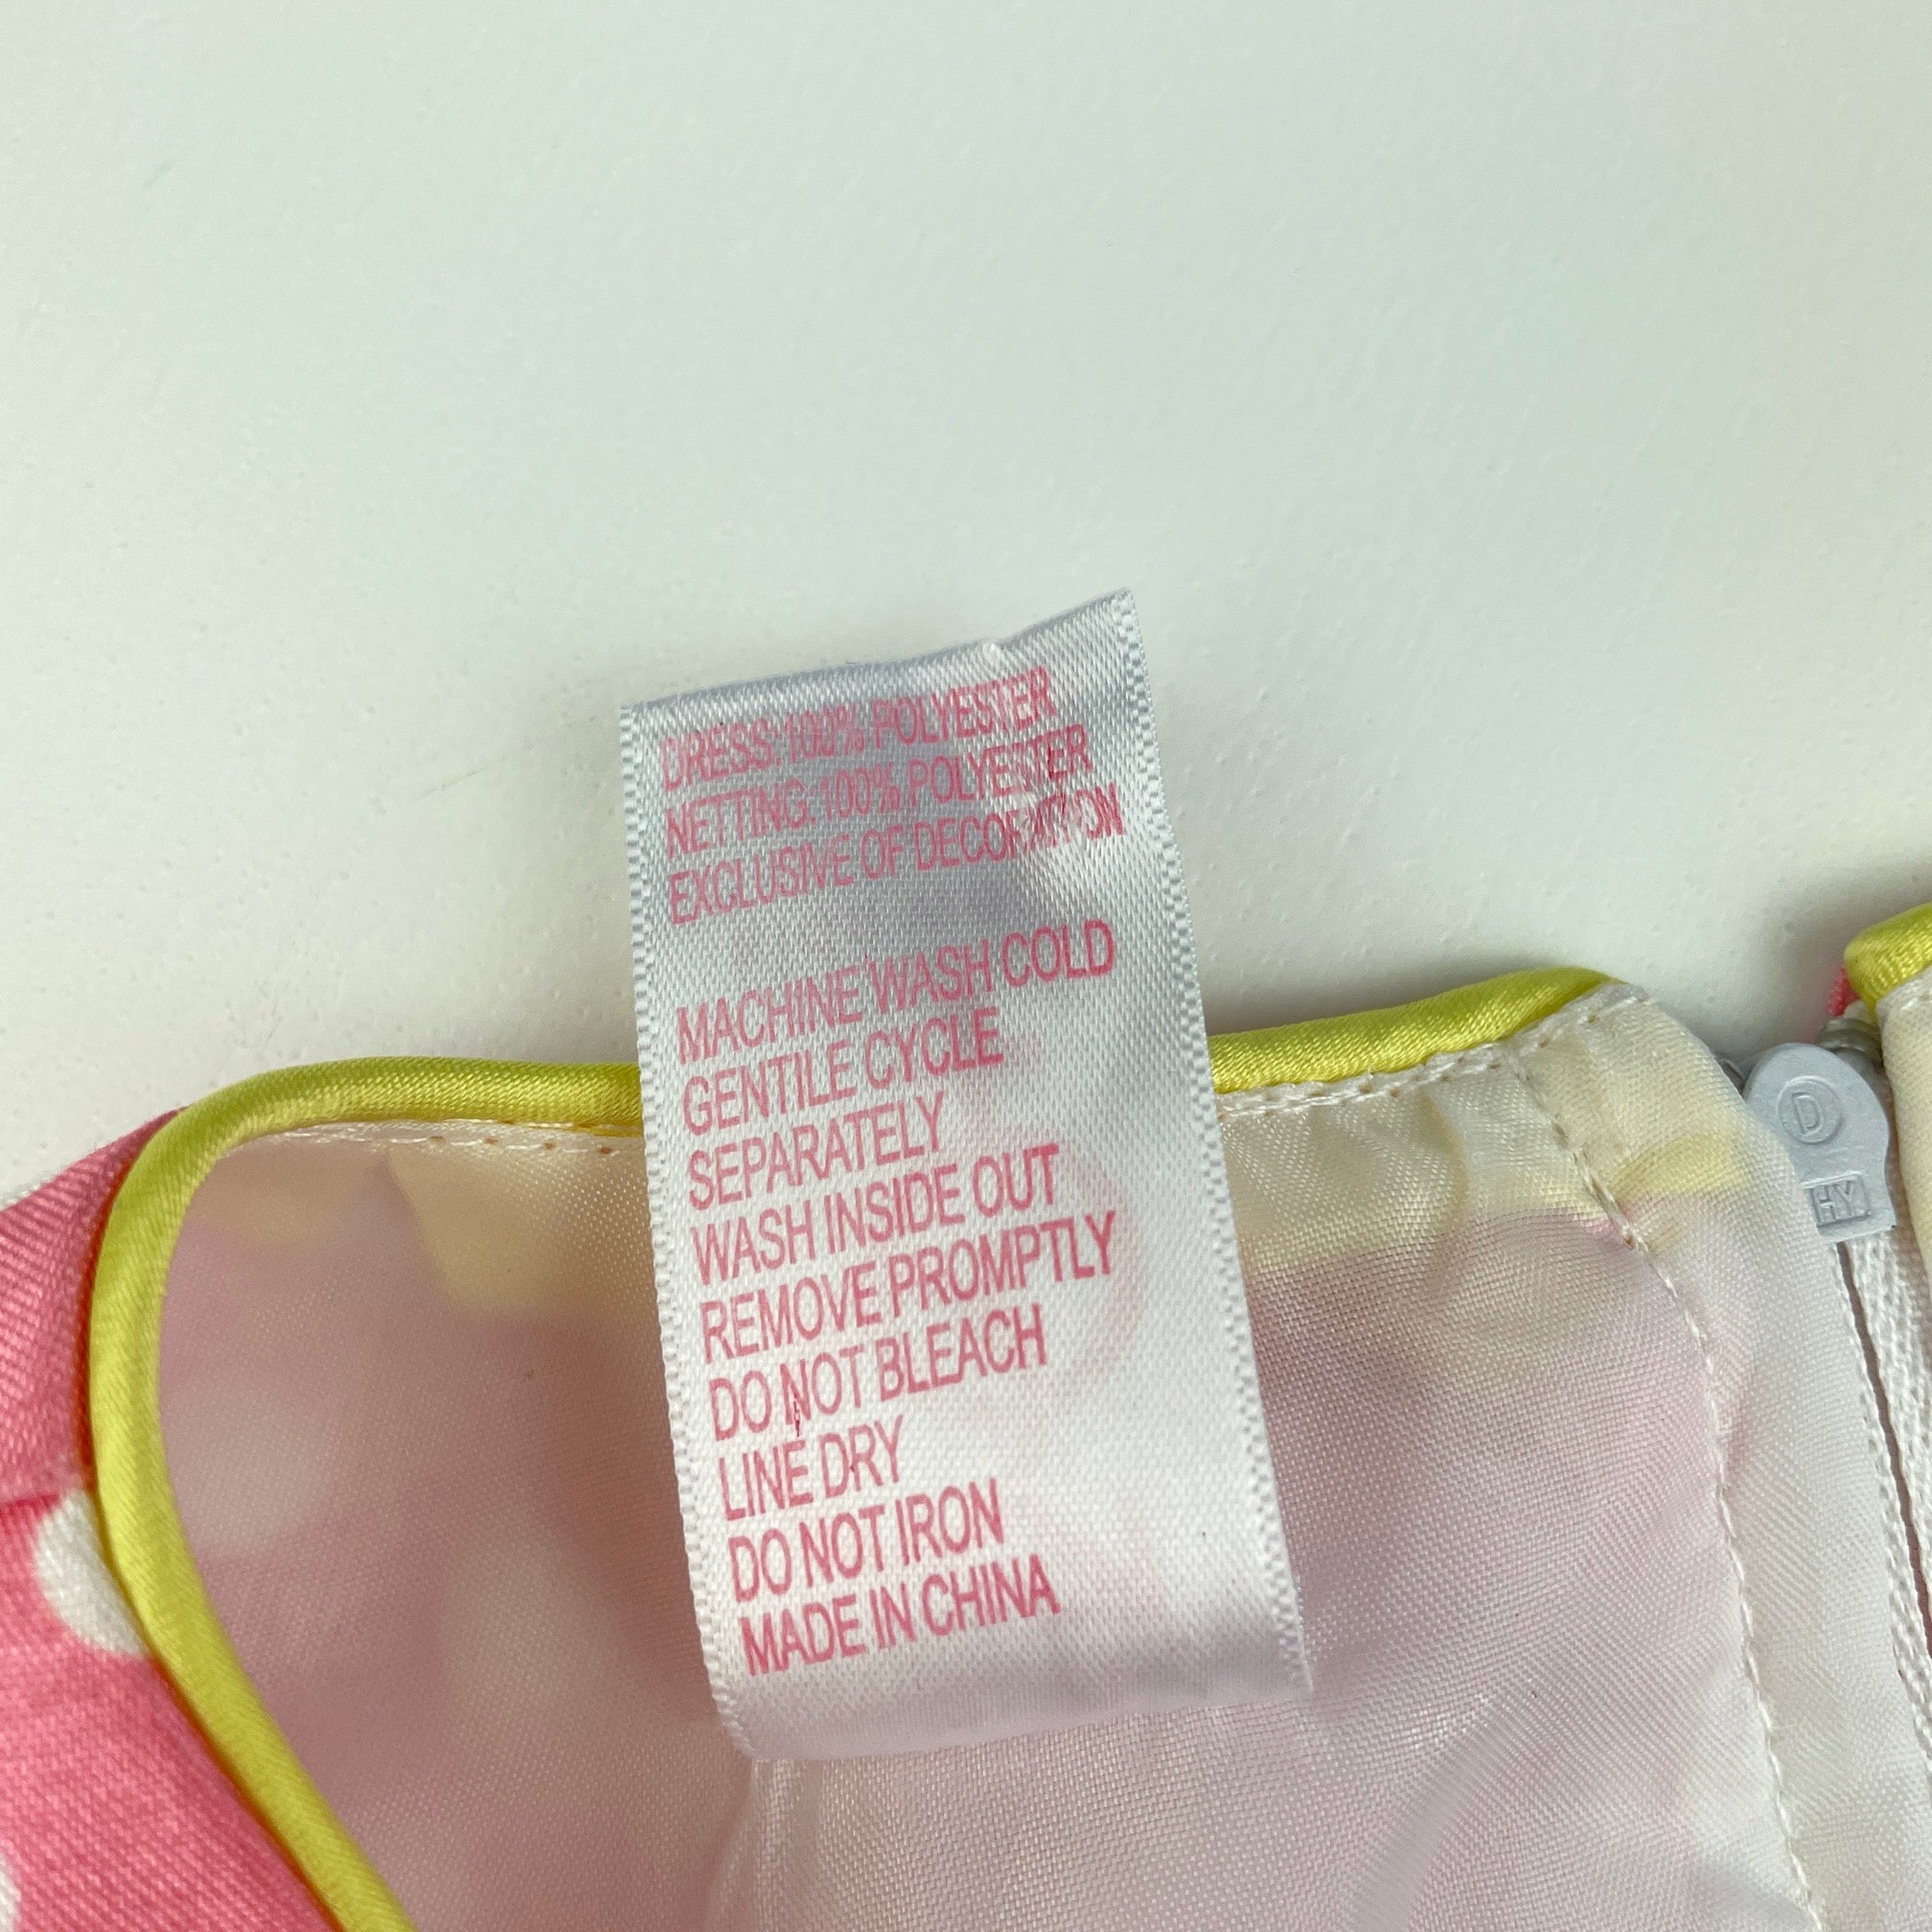 DRESS: 100% POLYESTER
NETTING: 100% POLYESTER
EXCLUSIVE OF DECORATION
MACHINE WASH COLD
GENTILE CYCLE
SEPARATELY
WASH INSIDE OUT
REMOVE PROMPTLY
DO NOT BLEACH
LINE DRY
DO NOT IRON
MADE IN CHINA
D
HY.